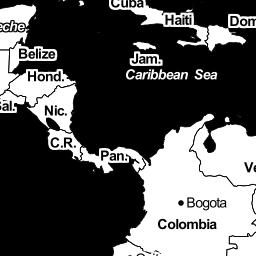 Cuba
Haiti
Dom.
eche.
Belize
Jam.
Hond.
Caribbean Sea
Sal.
Nic.
C.R.
Pan.
Ve
Bogota
Colombia